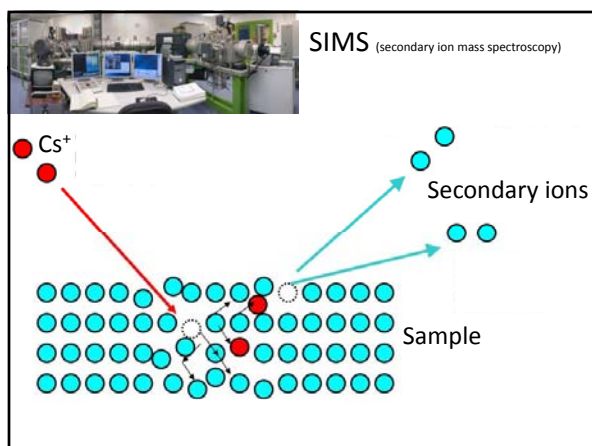 SIMS (secondary ion mass spectroscopy)
Cs⁺
Secondary ions
Sample